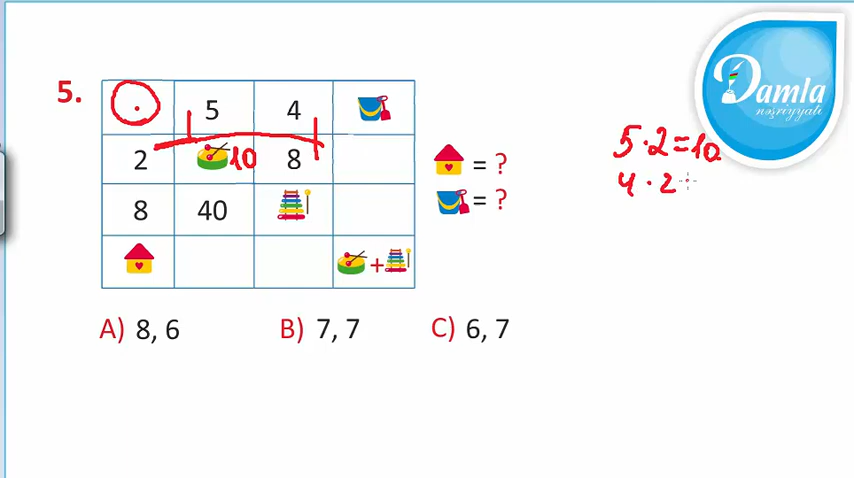 Damla
nəşriyyatı
5.
· 5 4
2 10 8
8 40
+
= ?
= ?
5·2=10
4·2
A) 8, 6 B) 7, 7 C) 6, 7